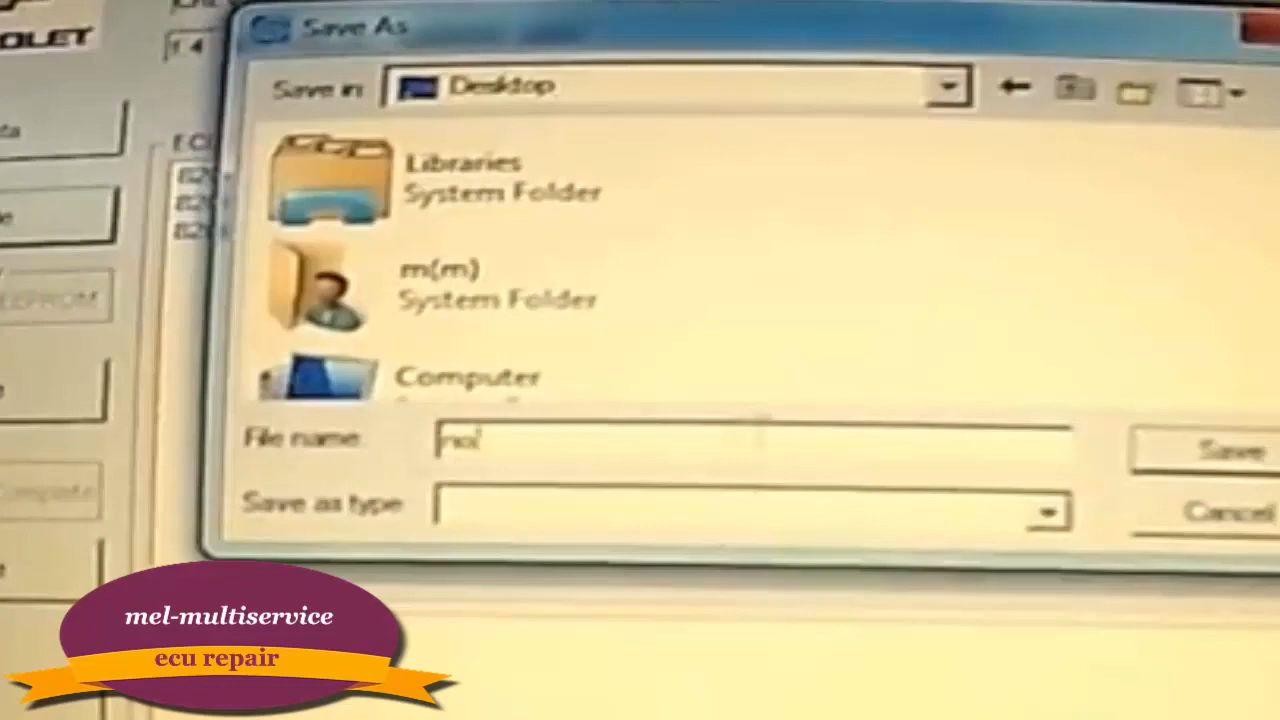 Save As
Save in
Desktop
Libraries
System Folder
m(m)
System Folder
Computer
File name
Save
Save as type
Cancel
EEPROM
mel-multiservice
ecu repair